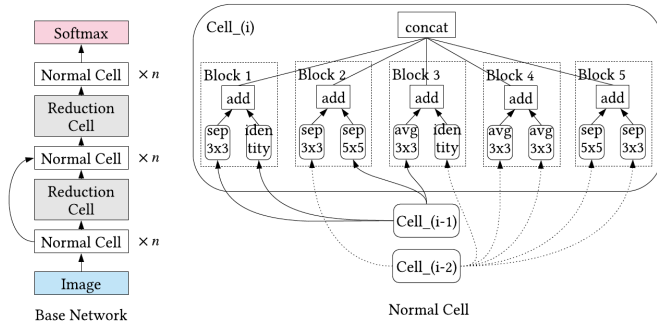 Softmax
Normal Cell × n
Reduction
Cell
Normal Cell × n
Reduction
Cell
Normal Cell × n
Image
Base Network
Cell_(i)
concat
Block 1
add
sep
3x3
iden
tity
Block 2
add
sep
3x3
sep
5x5
Block 3
add
avg
3x3
iden
tity
Block 4
add
avg
3x3
avg
3x3
Block 5
add
sep
5x5
sep
3x3
Cell_(i-1)
Cell_(i-2)
Normal Cell